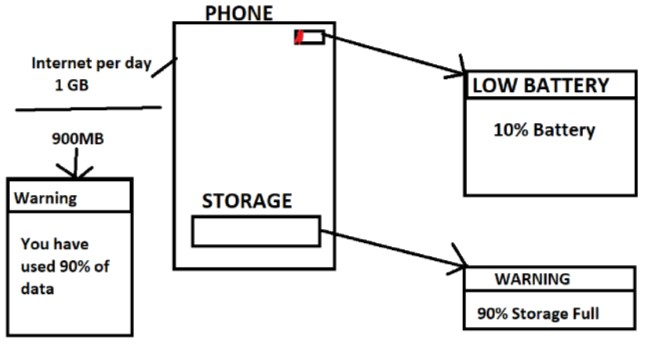 PHONE
Internet per day
1 GB
900MB
Warning
You have
used 90% of
data
STORAGE
LOW BATTERY
10% Battery
WARNING
90% Storage Full